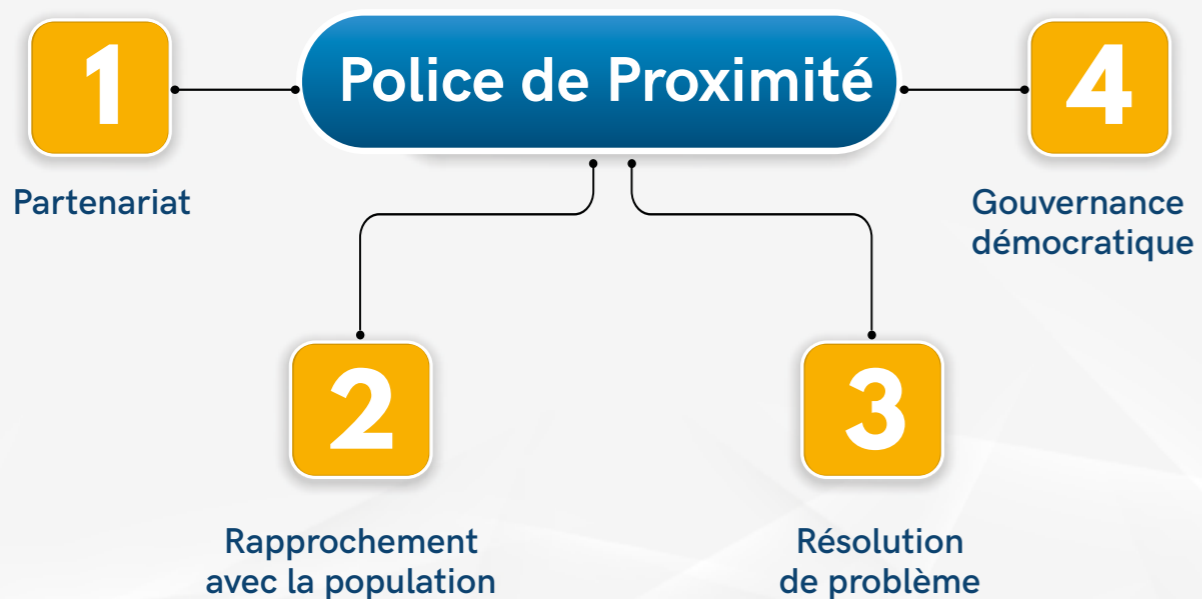 Police de Proximité
1
Partenariat
2
Rapprochement
avec la population
3
Résolution
de problème
4
Gouvernance
démocratique